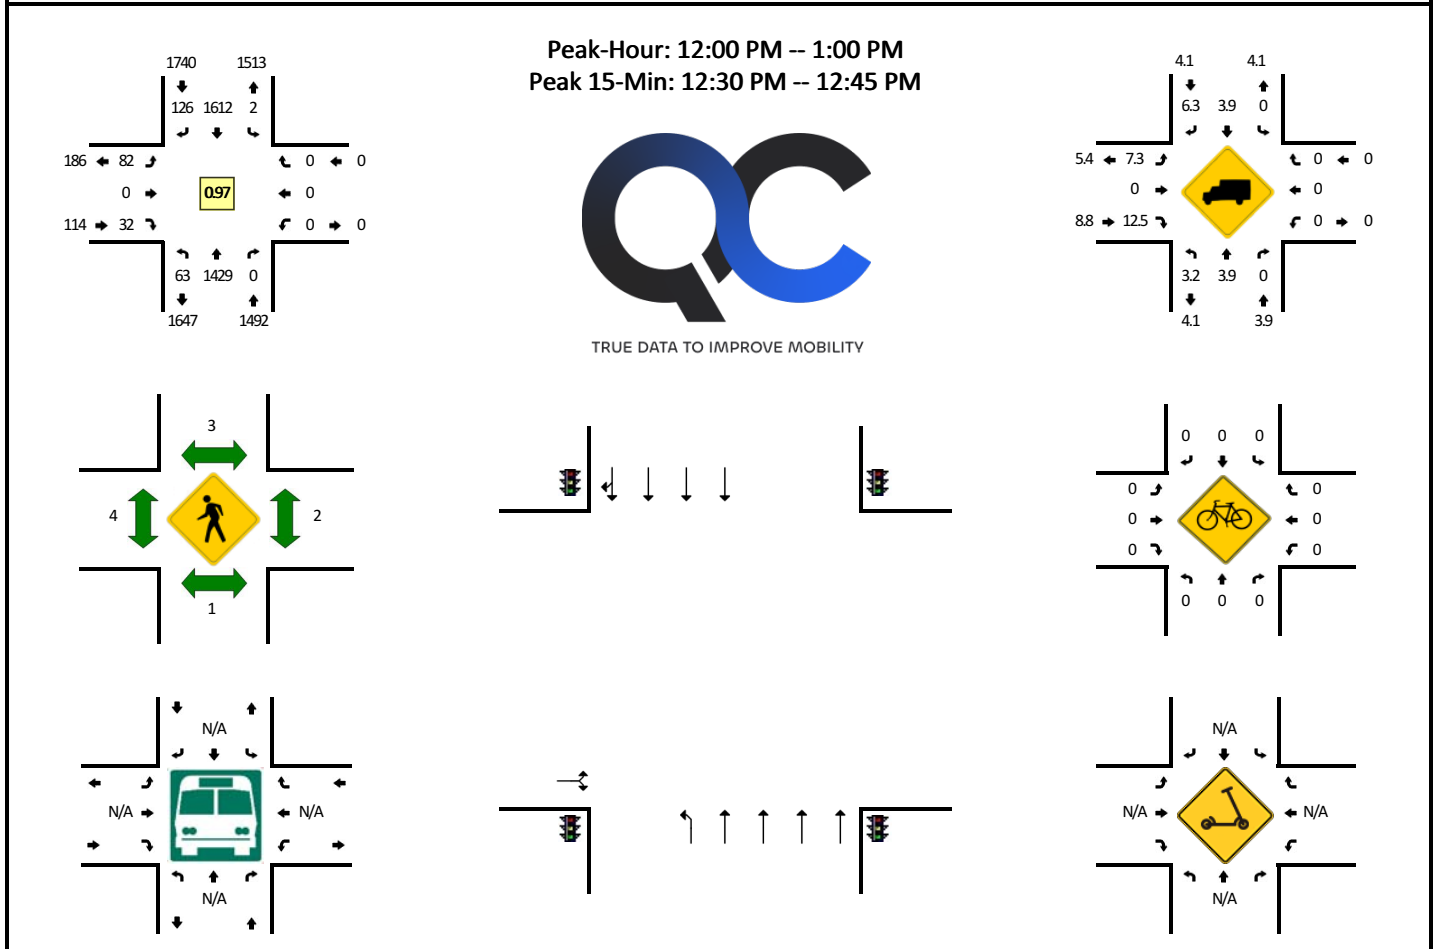 Peak-Hour: 12:00 PM -- 1:00 PM
Peak 15-Min: 12:30 PM -- 12:45 PM
1740 1513
126 1612 2
186 82 0 0
0 0.97 0
114 32 0 0
63 1429 0
1647 1492
QC
TRUE DATA TO IMPROVE MOBILITY
4.1 4.1
6.3 3.9 0
5.4 7.3 0 0
0 0
8.8 12.5 0 0
3.2 3.9 0
4.1 3.9
3
4 2
1
0 0 0
0 0
0 0
0 0
0 0 0
N/A
N/A N/A
N/A
N/A
N/A N/A
N/A